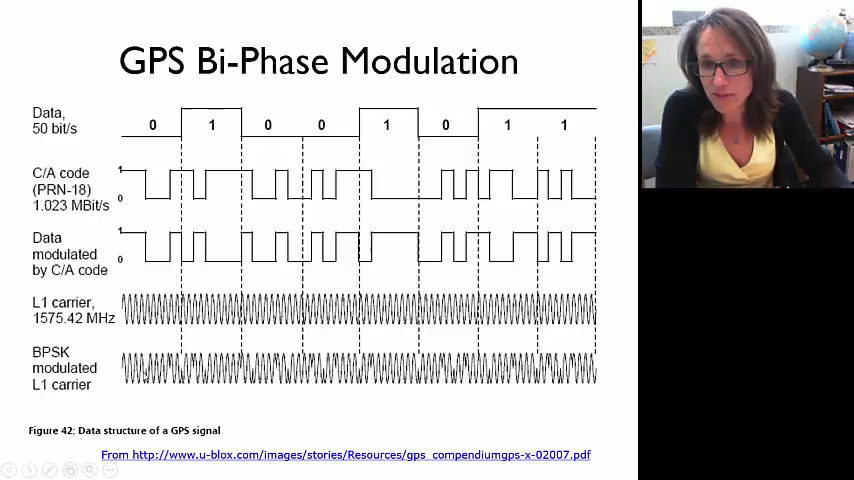 GPS Bi-Phase Modulation
Data,
50 bit/s
0 1 0 0 1 0 1 1
C/A code
(PRN-18)
1.023 MBit/s
1
0
Data
modulated
by C/A code
1
0
L1 carrier,
1575.42 MHz
BPSK
modulated
L1 carrier
Figure 42: Data structure of a GPS signal
From http://www.u-blox.com/images/stories/Resources/gps_compendiumgps-x-02007.pdf